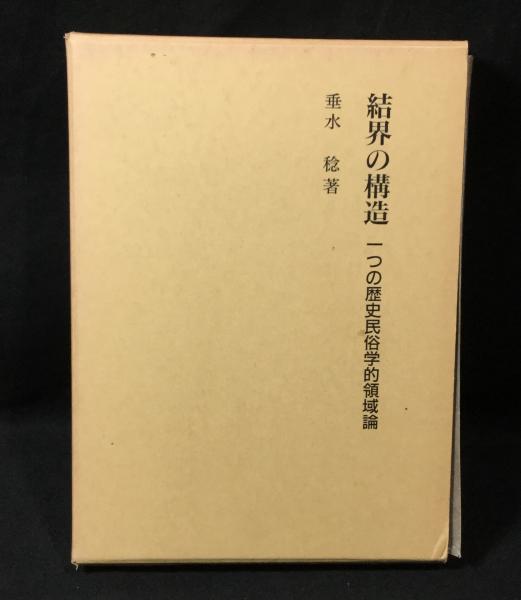 結界の構造 一つの歴史民俗学的領域論
垂水 稔著